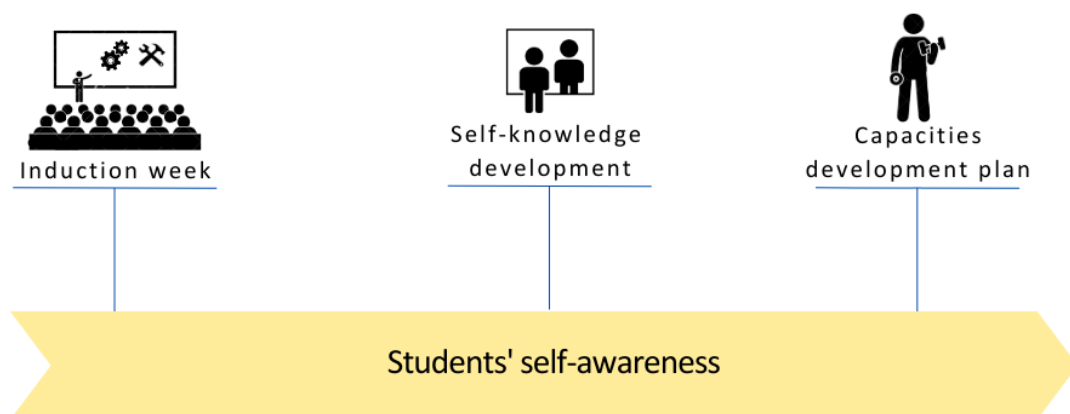 Induction week
Self-knowledge
development
Capacities
development plan
Students' self-awareness